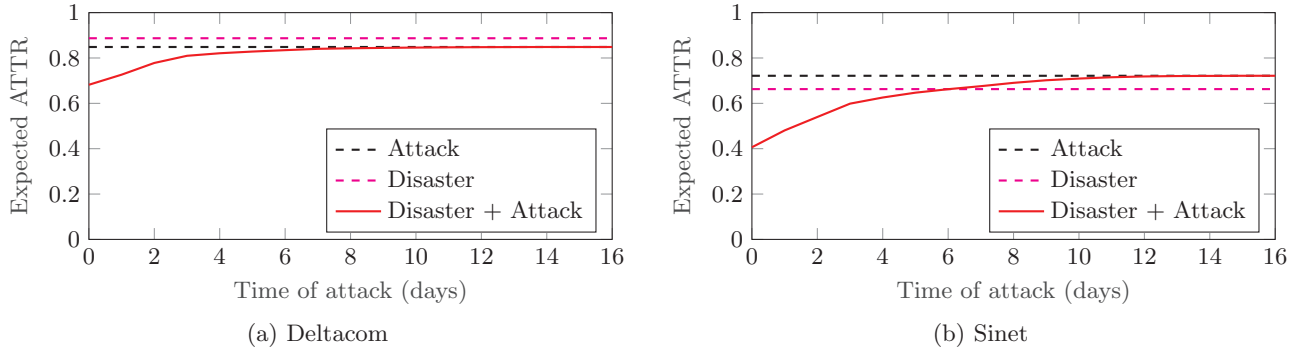 1
0.8
0.6
0.4
0.2
0
Expected ATTR
Attack
Disaster
Disaster + Attack
0 2 4 6 8 10 12 14 16
Time of attack (days)
(a) Deltacom
1
0.8
0.6
0.4
0.2
0
Expected ATTR
Attack
Disaster
Disaster + Attack
0 2 4 6 8 10 12 14 16
Time of attack (days)
(b) Sinet